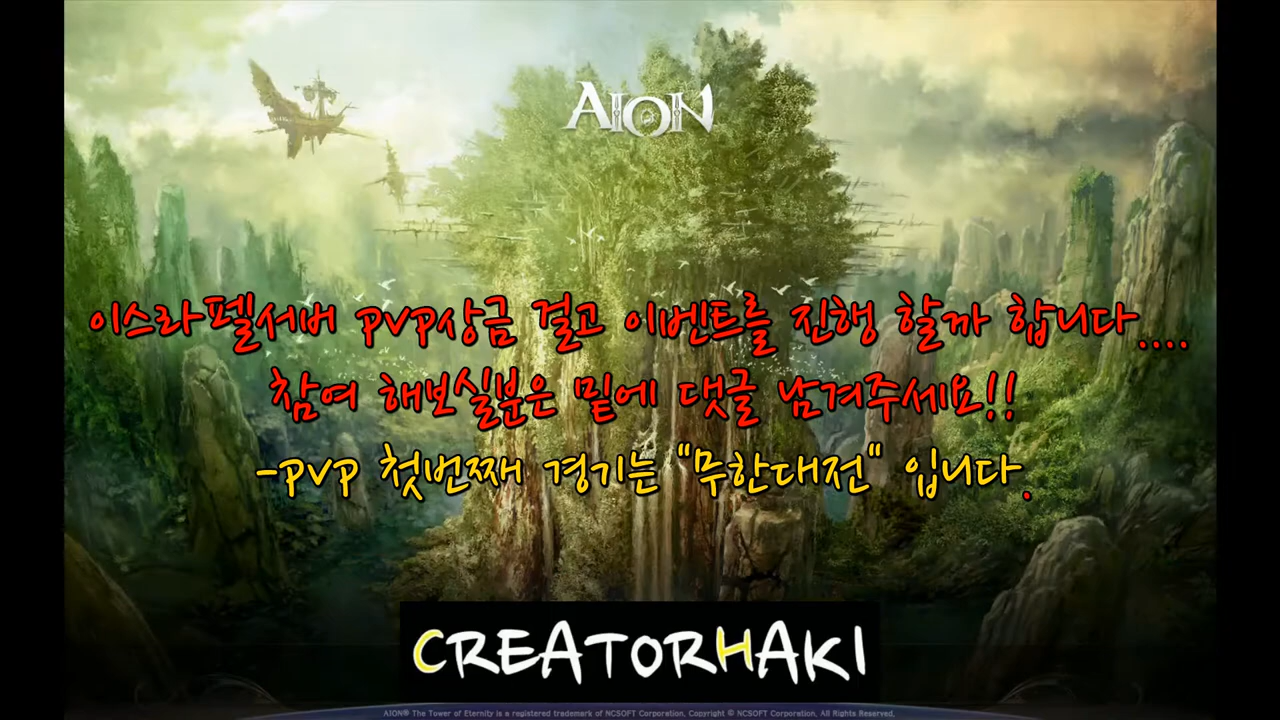 AION
이스라펠서버 pvp상금 걸고 이벤트를 진행 할까 합니다....
참여 해보실분은 밑에 댓글 남겨주세요!!
-pvp 첫번째 경기는 "무한대전" 입니다.
CREATORHAKI
AION® The Tower of Eternity is a registered trademark of NCSOFT Corporation. Copyright © NCSOFT Corporation. All Rights Reserved.